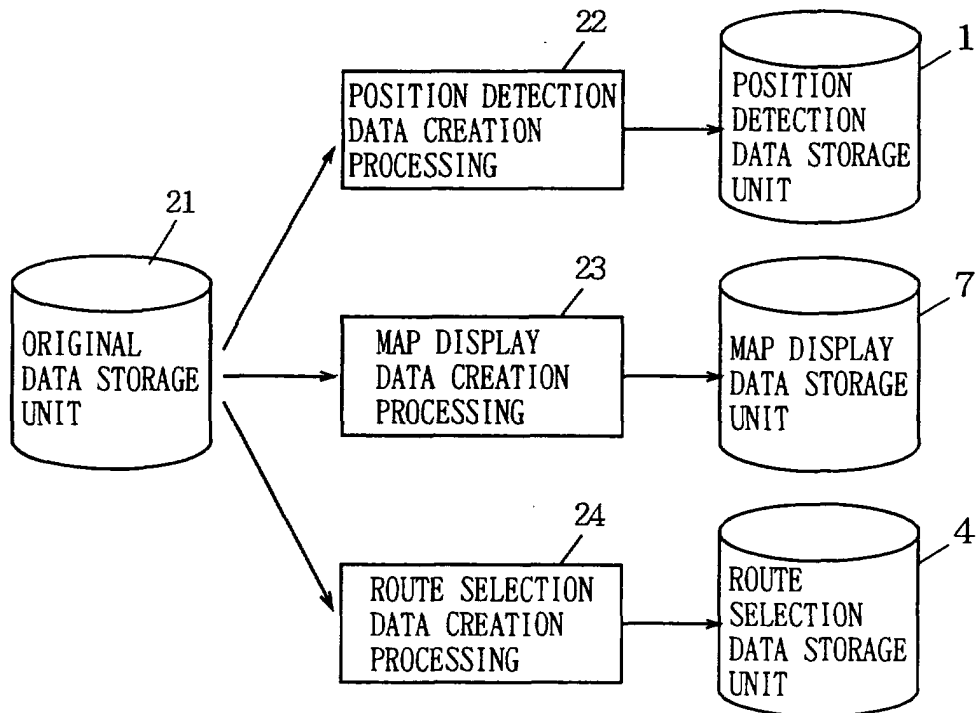 22
POSITION DETECTION
DATA CREATION
PROCESSING
1
POSITION
DETECTION
DATA STORAGE
UNIT
21
ORIGINAL
DATA STORAGE
UNIT
23
MAP DISPLAY
DATA CREATION
PROCESSING
7
MAP DISPLAY
DATA STORAGE
UNIT
24
ROUTE SELECTION
DATA CREATION
PROCESSING
4
ROUTE
SELECTION
DATA STORAGE
UNIT